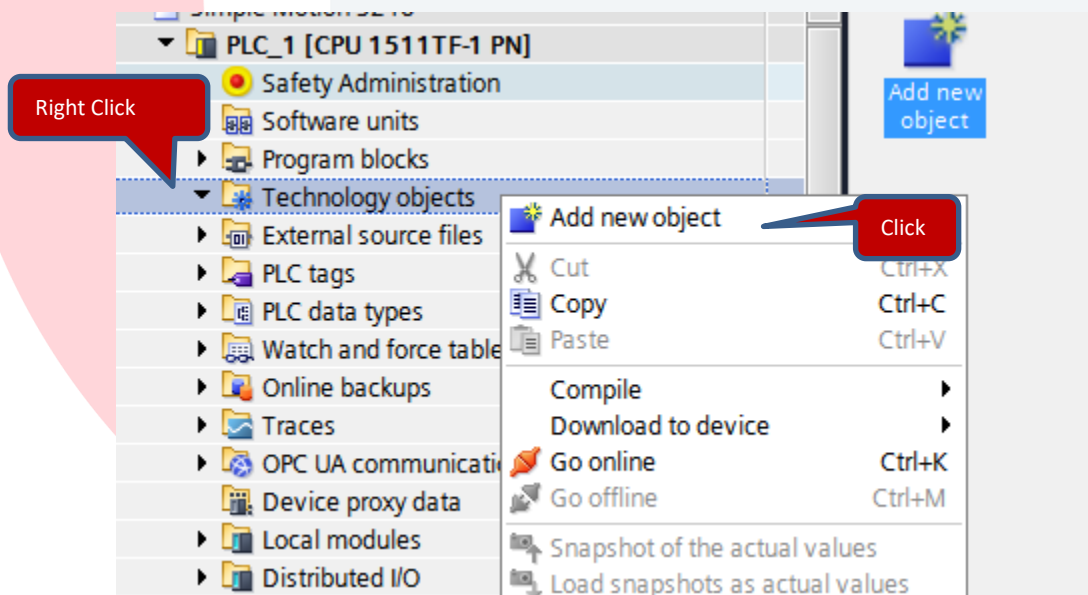 Simple Motion S210
PLC_1 [CPU 1511TF-1 PN]
Safety Administration
Software units
Program blocks
Technology objects
External source files
PLC tags
PLC data types
Watch and force table
Online backups
Traces
OPC UA communicati
Device proxy data
Local modules
Distributed I/O
Right Click
Add new
object
Add new object
Click
Cut Ctrl+X
Copy Ctrl+C
Paste Ctrl+V
Compile
Download to device
Go online Ctrl+K
Go offline Ctrl+M
Snapshot of the actual values
Load snapshots as actual values